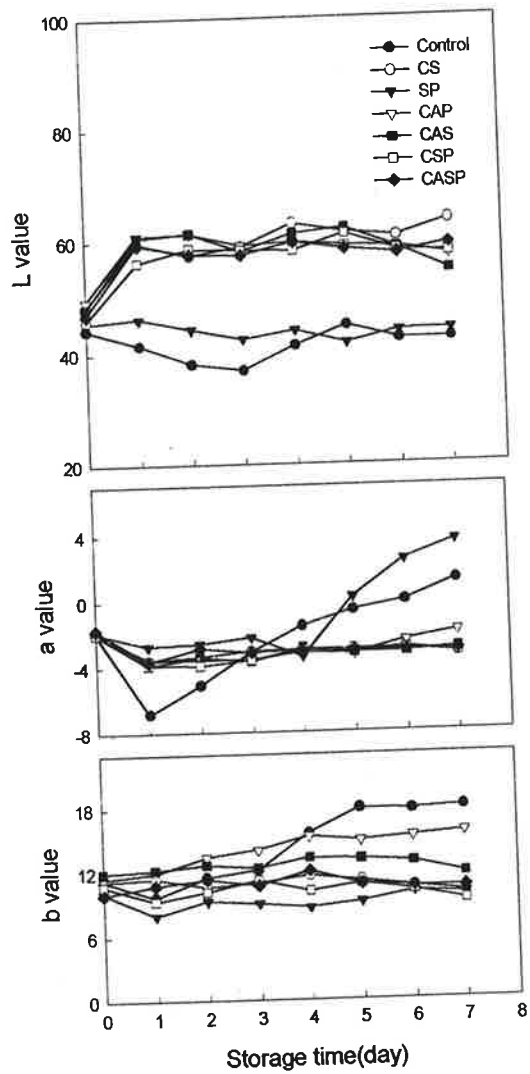 100
80
60
40
20
L value
Control
CS
SP
CAP
CAS
CSP
CASP
4
0
-4
-8
a value
18
12
6
0
b value
0 1 2 3 4 5 6 7 8
Storage time(day)